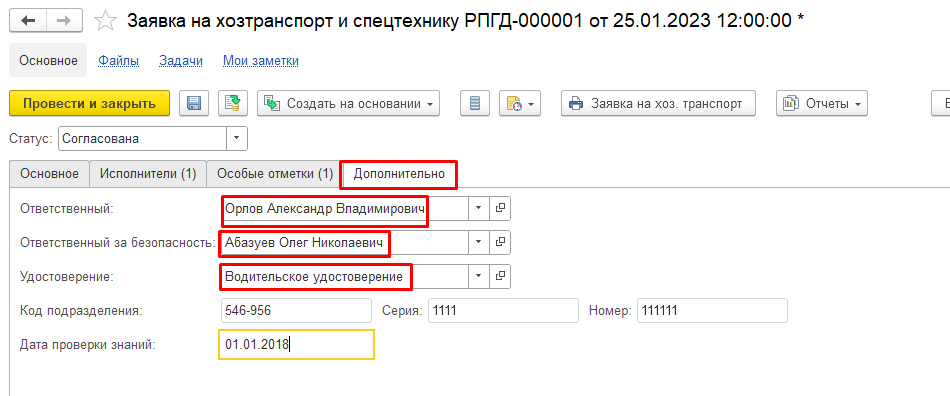 Заявка на хозтранспорт и спецтехнику РПГД-000001 от 25.01.2023 12:00:00 *
Основное Файлы Задачи Мои заметки
Провести и закрыть Создать на основании Заявка на хоз. транспорт Отчеты
Статус: Согласована
Основное Исполнители (1) Особые отметки (1) Дополнительно
Ответственный: Орлов Александр Владимирович
Ответственный за безопасность: Абазуев Олег Николаевич
Удостоверение: Водительское удостоверение
Код подразделения: 546-956 Серия: 1111 Номер: 111111
Дата проверки знаний: 01.01.2018